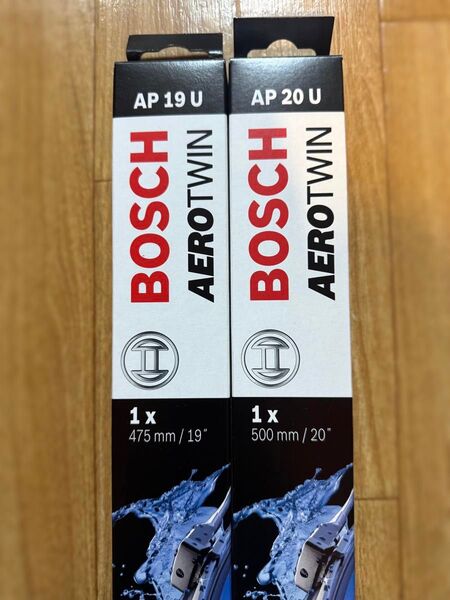 AP 19 U
BOSCH
AEROTWIN
1 x
475 mm / 19"
AP 20 U
BOSCH
AEROTWIN
1 x
500 mm / 20"